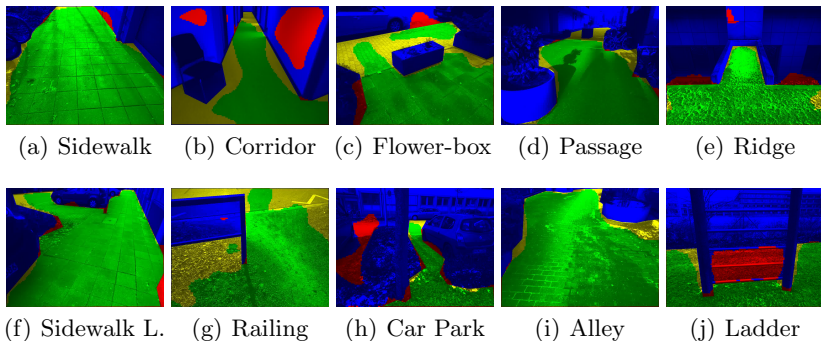 (a) Sidewalk (b) Corridor (c) Flower-box (d) Passage (e) Ridge
(f) Sidewalk L. (g) Railing (h) Car Park (i) Alley (j) Ladder